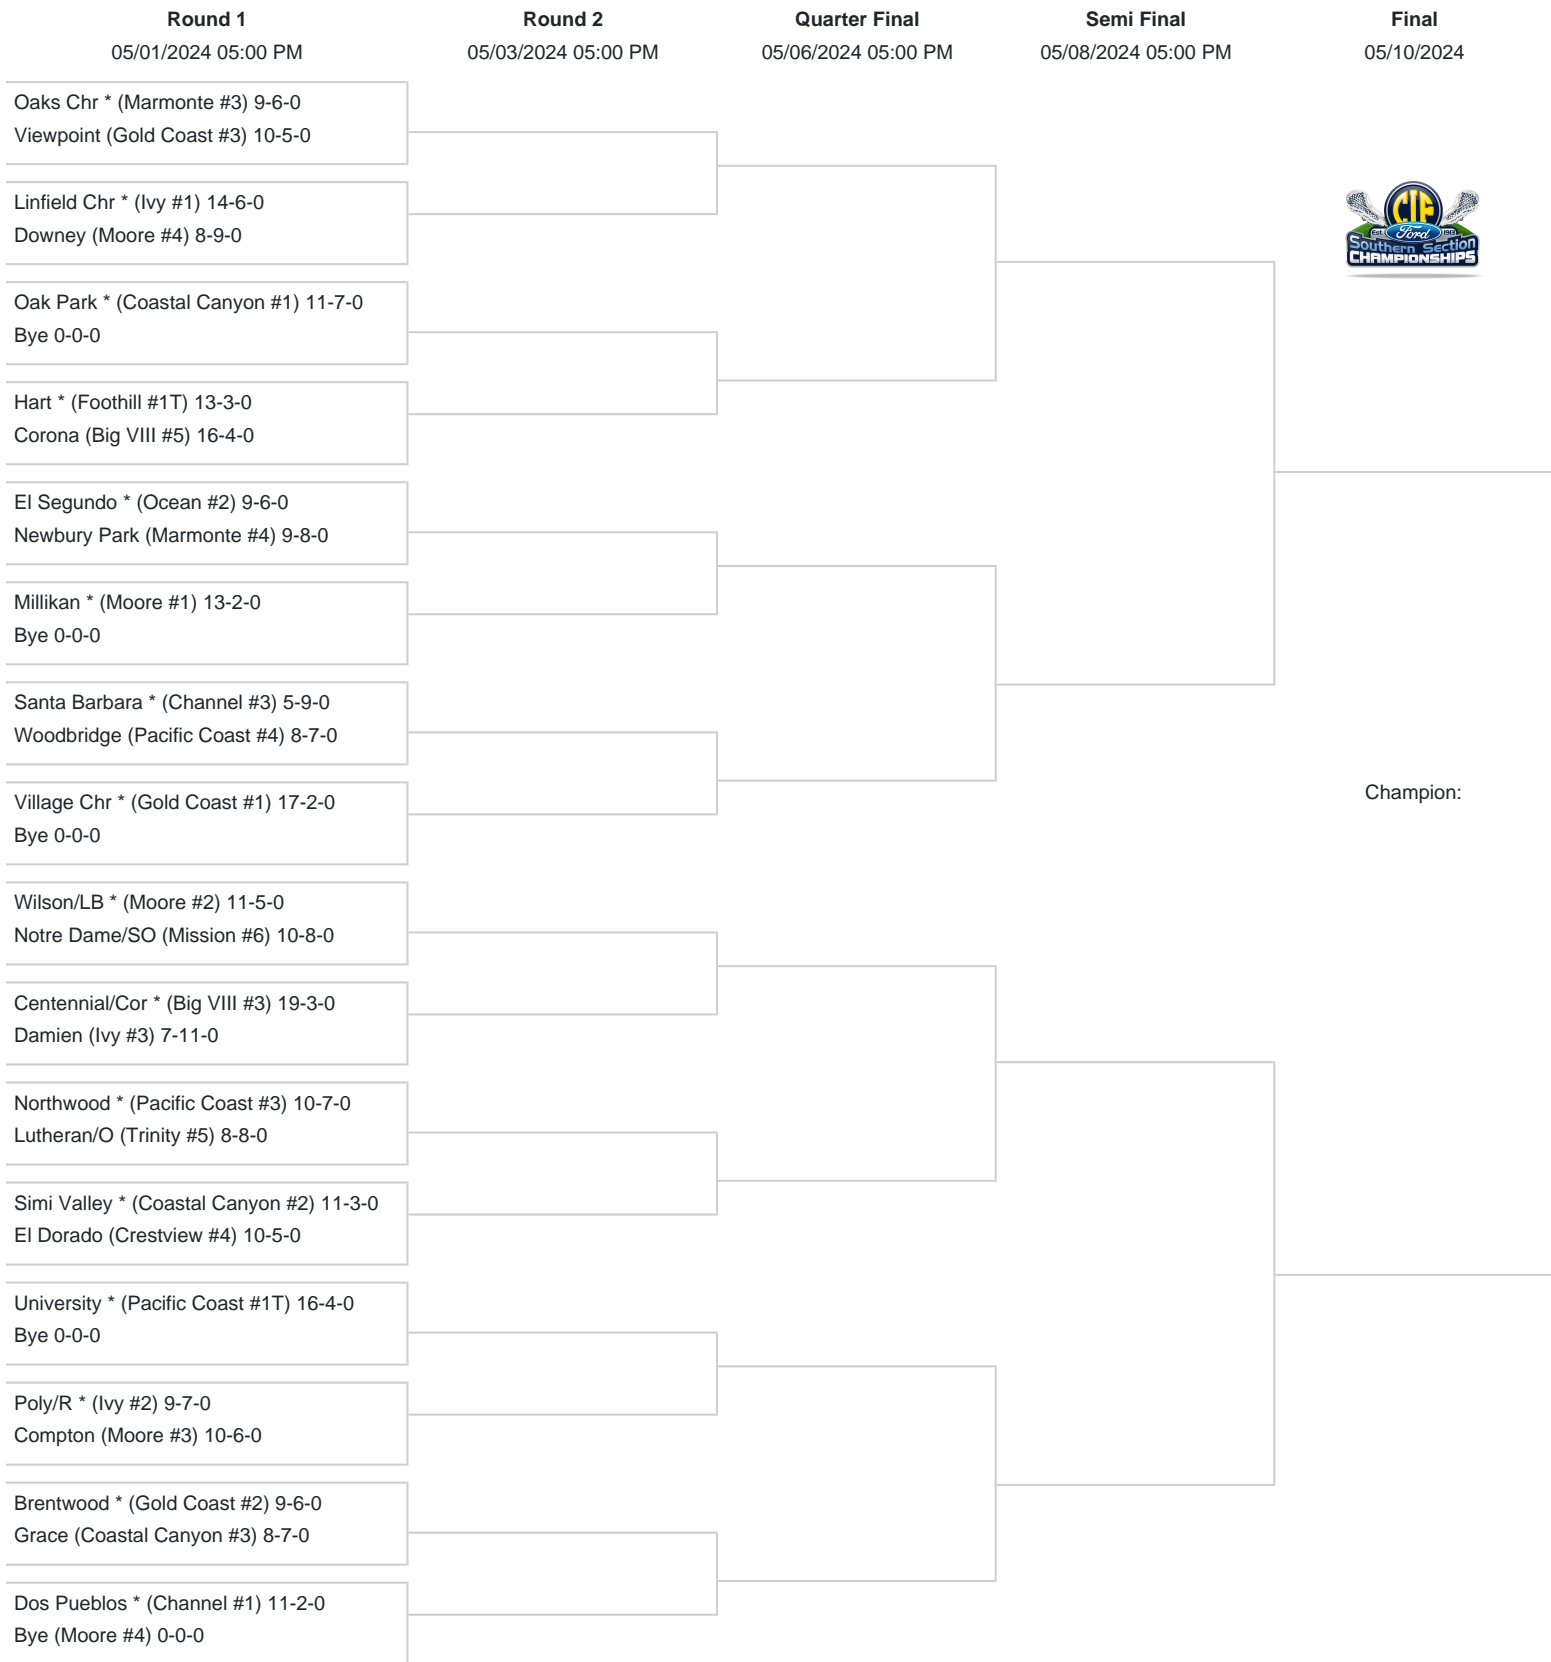 Round 1
05/01/2024 05:00 PM
Round 2
05/03/2024 05:00 PM
Quarter Final
05/06/2024 05:00 PM
Semi Final
05/08/2024 05:00 PM
Final
05/10/2024
Oaks Chr * (Marmonte #3) 9-6-0
Viewpoint (Gold Coast #3) 10-5-0
Linfield Chr * (Ivy #1) 14-6-0
Downey (Moore #4) 8-9-0
Oak Park * (Coastal Canyon #1) 11-7-0
Bye 0-0-0
Hart * (Foothill #1T) 13-3-0
Corona (Big VIII #5) 16-4-0
El Segundo * (Ocean #2) 9-6-0
Newbury Park (Marmonte #4) 9-8-0
Millikan * (Moore #1) 13-2-0
Bye 0-0-0
Santa Barbara * (Channel #3) 5-9-0
Woodbridge (Pacific Coast #4) 8-7-0
Village Chr * (Gold Coast #1) 17-2-0
Bye 0-0-0
Wilson/LB * (Moore #2) 11-5-0
Notre Dame/SO (Mission #6) 10-8-0
Centennial/Cor * (Big VIII #3) 19-3-0
Damien (Ivy #3) 7-11-0
Northwood * (Pacific Coast #3) 10-7-0
Lutheran/O (Trinity #5) 8-8-0
Simi Valley * (Coastal Canyon #2) 11-3-0
El Dorado (Crestview #4) 10-5-0
University * (Pacific Coast #1T) 16-4-0
Bye 0-0-0
Poly/R * (Ivy #2) 9-7-0
Compton (Moore #3) 10-6-0
Brentwood * (Gold Coast #2) 9-6-0
Grace (Coastal Canyon #3) 8-7-0
Dos Pueblos * (Channel #1) 11-2-0
Bye (Moore #4) 0-0-0
CIF
Est. Ford 1913
Southern Section
CHAMPIONSHIPS
Champion: